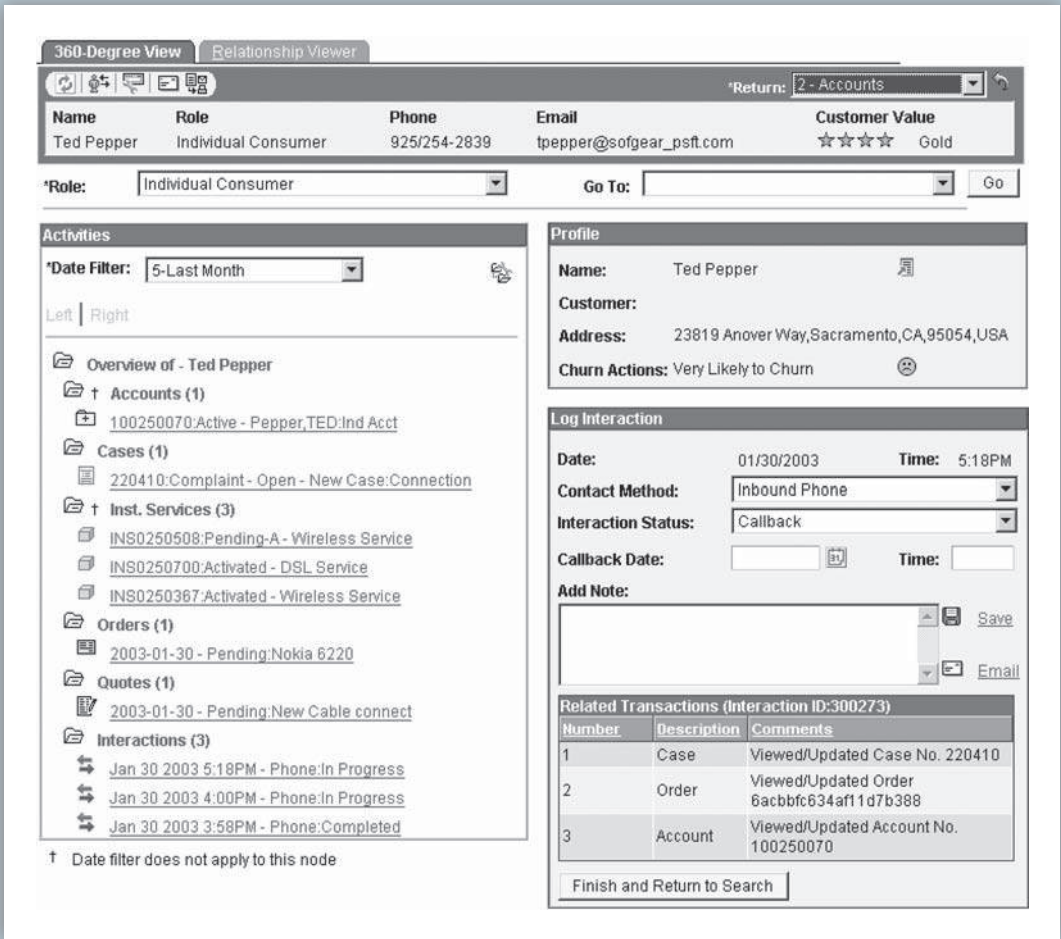 360-Degree View Relationship Viewer
*Return: 2 - Accounts
Name Role Phone Email Customer Value
Ted Pepper Individual Consumer 925/254-2839 tpepper@sofgear_psft.com Gold
*Role: Individual Consumer Go To: Go
Activities
*Date Filter: 5-Last Month
Left | Right
Overview of - Ted Pepper
† Accounts (1)
100250070:Active - Pepper,TED:Ind Acct
Cases (1)
220410:Complaint - Open - New Case:Connection
† Inst. Services (3)
INS0250508:Pending-A - Wireless Service
INS0250700:Activated - DSL Service
INS0250367:Activated - Wireless Service
Orders (1)
2003-01-30 - Pending:Nokia 6220
Quotes (1)
2003-01-30 - Pending:New Cable connect
Interactions (3)
Jan 30 2003 5:18PM - Phone:In Progress
Jan 30 2003 4:00PM - Phone:In Progress
Jan 30 2003 3:58PM - Phone:Completed
† Date filter does not apply to this node
Profile
Name: Ted Pepper
Customer:
Address: 23819 Anover Way,Sacramento,CA,95054,USA
Churn Actions: Very Likely to Churn
Log Interaction
Date: 01/30/2003 Time: 5:18PM
Contact Method: Inbound Phone
Interaction Status: Callback
Callback Date: 31 Time:
Add Note:
Save
Email
Related Transactions (Interaction ID:300273)
Number Description Comments
1 Case Viewed/Updated Case No. 220410
2 Order Viewed/Updated Order
6acbbfc634af11d7b388
3 Account Viewed/Updated Account No.
100250070
Finish and Return to Search